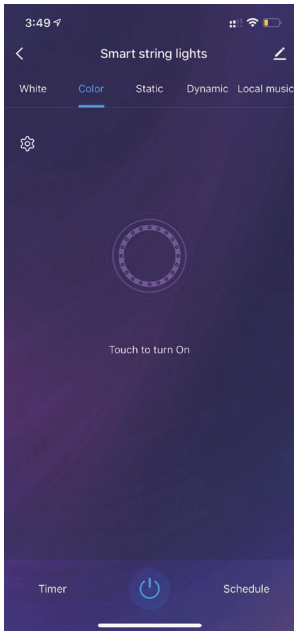 3:49
Smart string lights
White Color Static Dynamic Local music
Touch to turn On
Timer Schedule